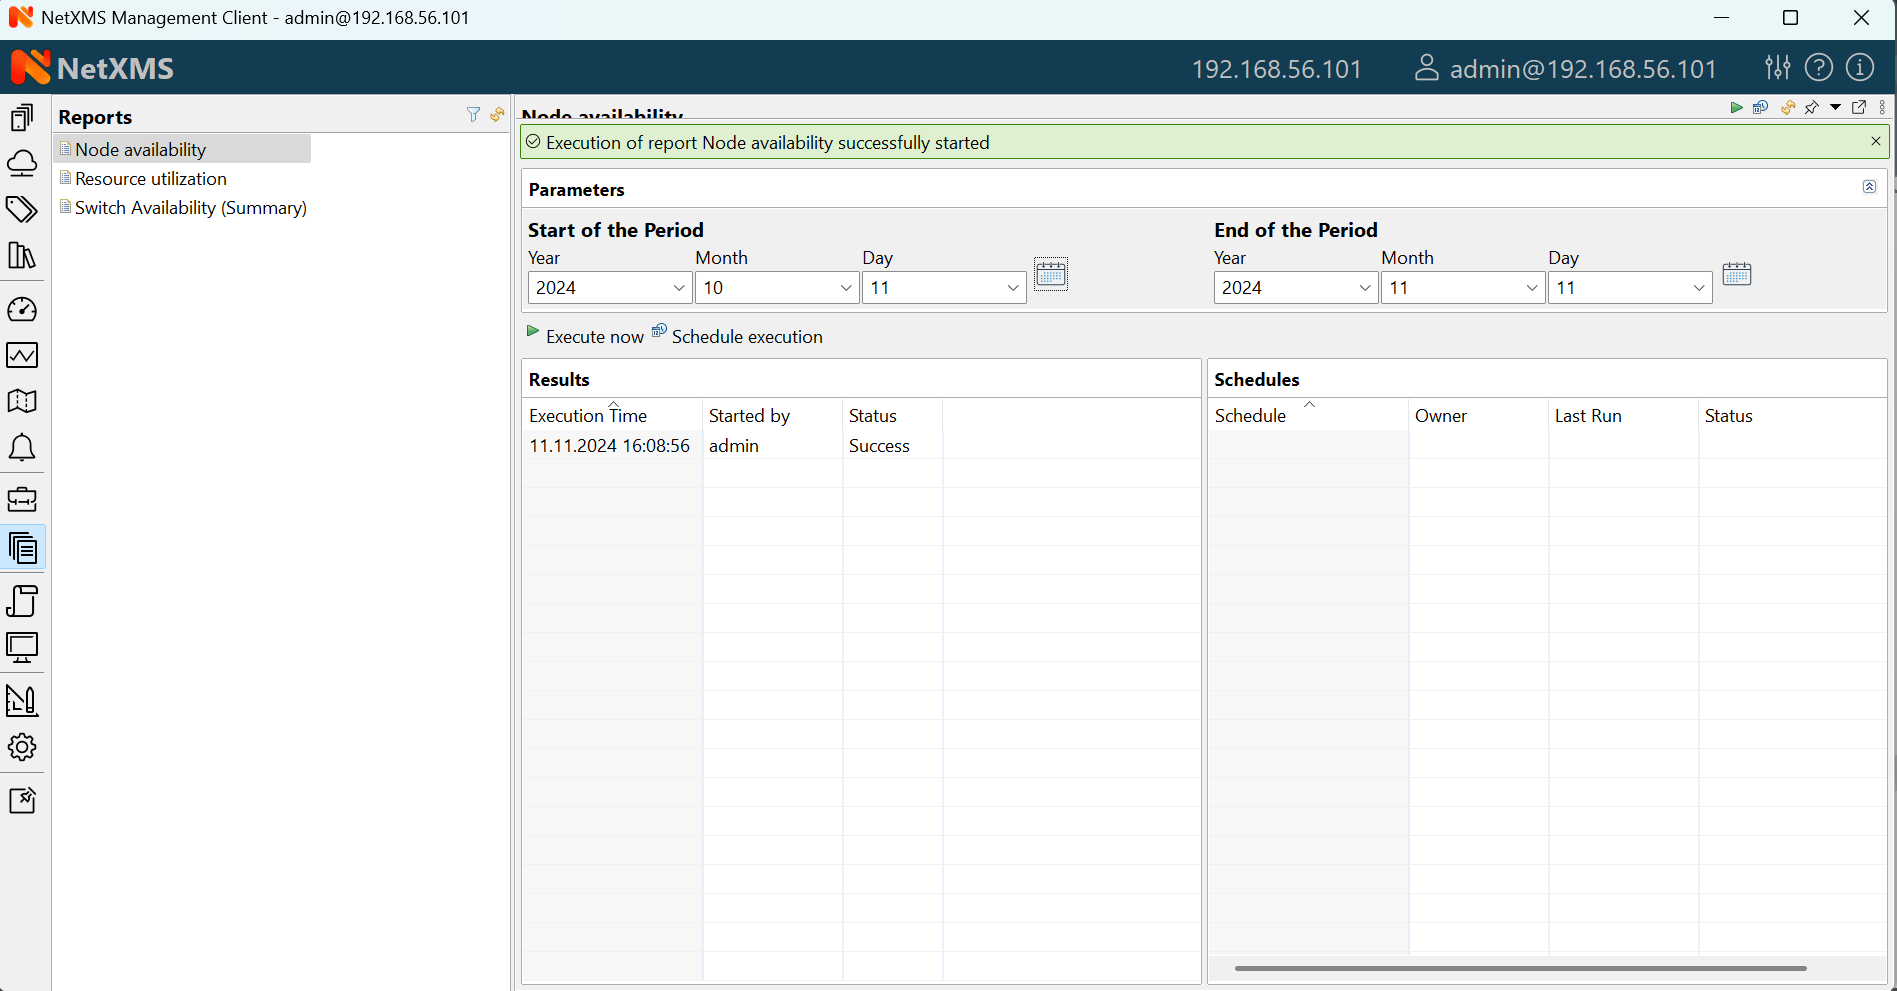 NetXMS Management Client - admin@192.168.56.101
NetXMS
192.168.56.101
admin@192.168.56.101
Reports
Node availability
Resource utilization
Switch Availability (Summary)
Node availability
Execution of report Node availability successfully started
Parameters
Start of the Period
Year Month Day
2024 10 11
End of the Period
Year Month Day
2024 11 11
Execute now Schedule execution
Results
Execution Time Started by Status
11.11.2024 16:08:56 admin Success
Schedules
Schedule Owner Last Run Status